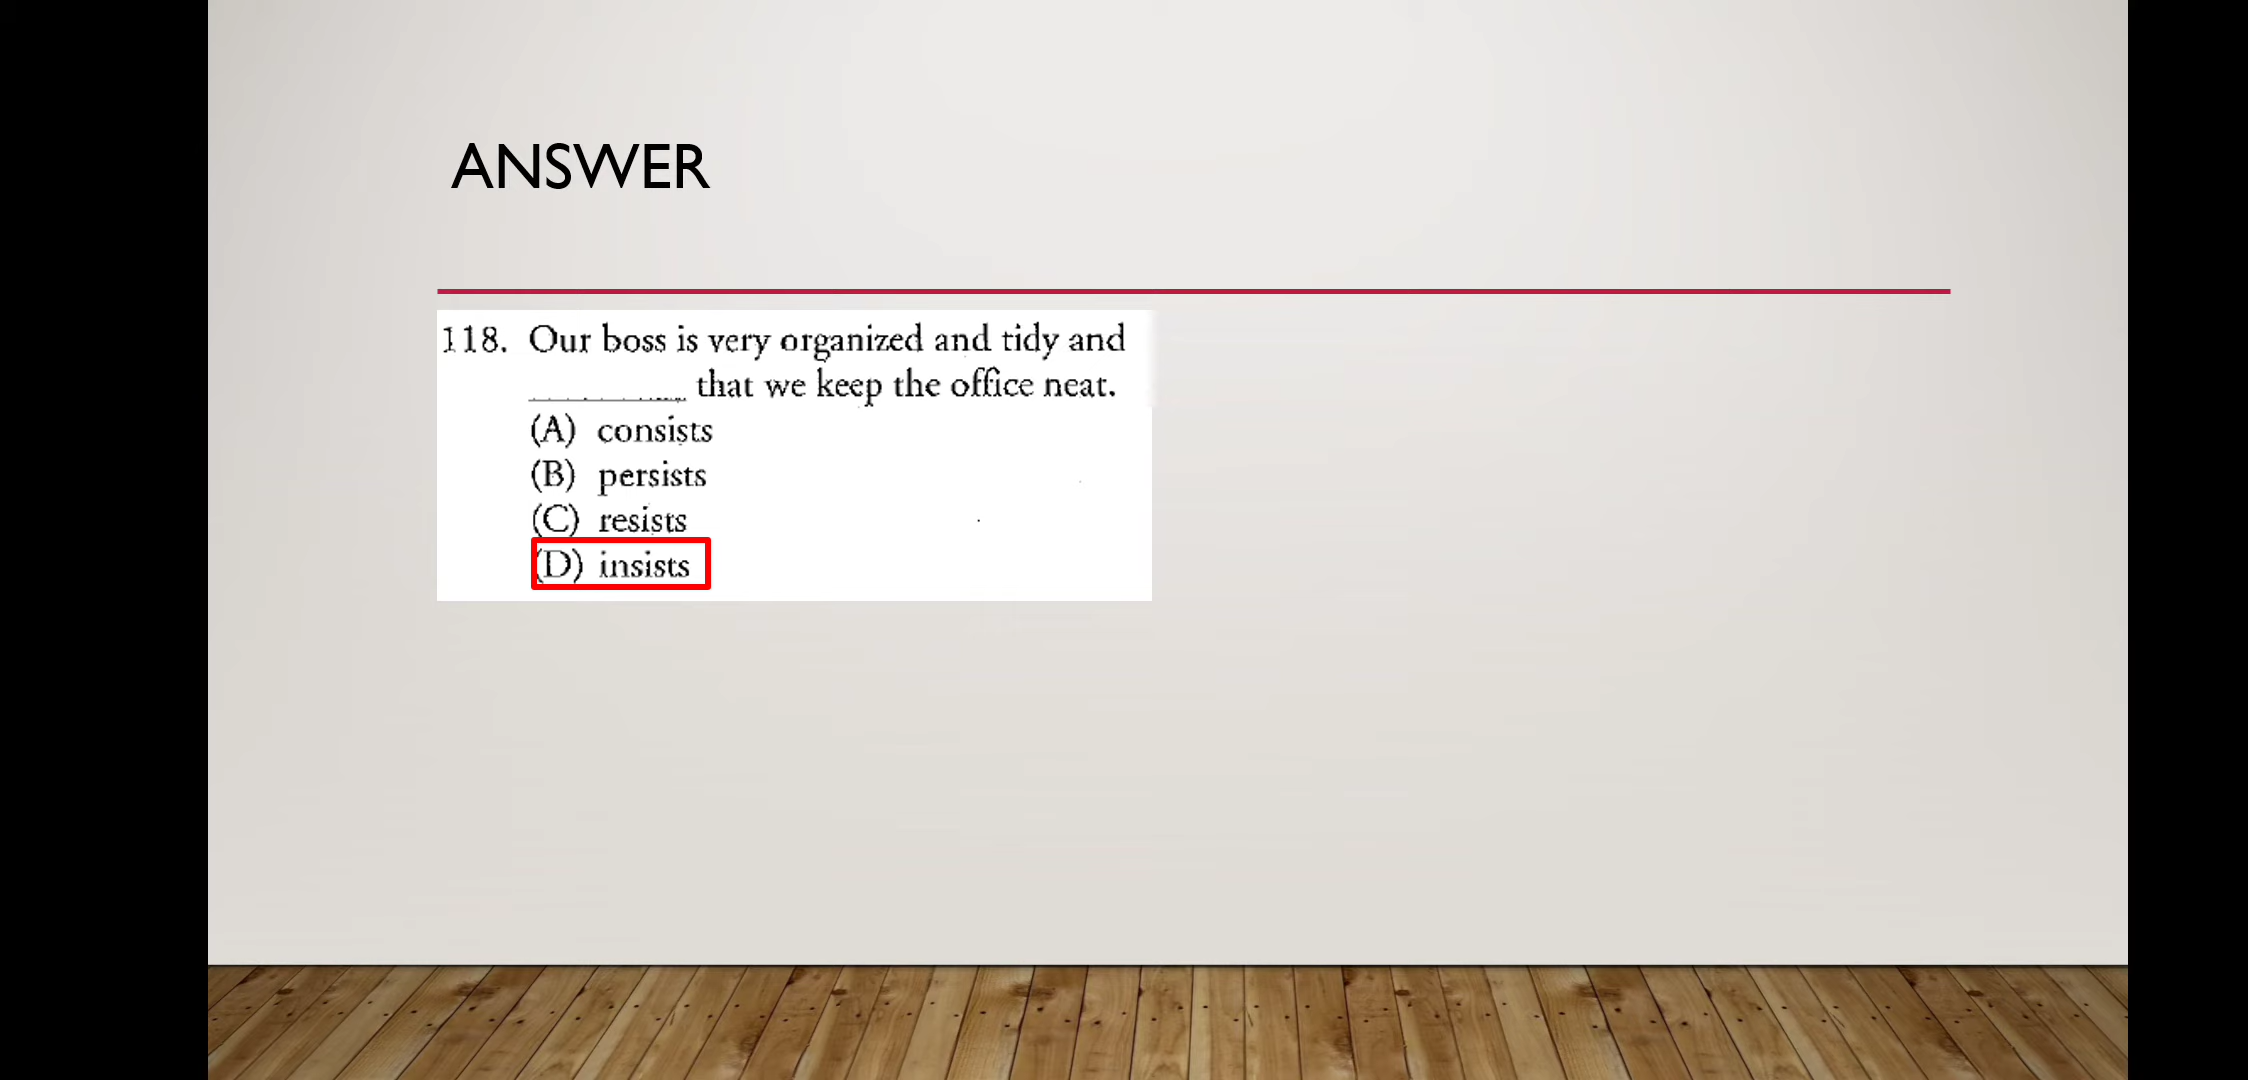 ANSWER
118. Our boss is very organized and tidy and
________ that we keep the office neat.
(A) consists
(B) persists
(C) resists
(D) insists